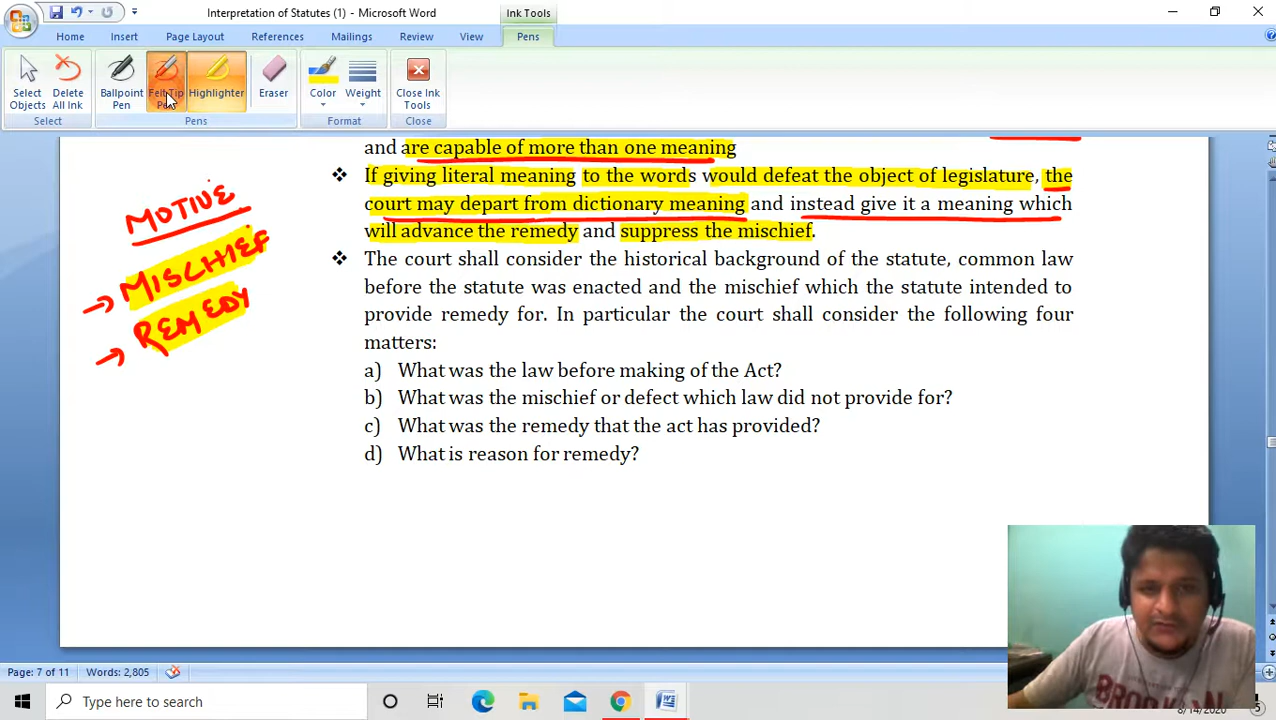 Interpretation of Statutes (1) - Microsoft Word
Ink Tools
Home Insert Page Layout References Mailings Review View Pens
Select Objects
Delete All Ink
Ballpoint Pen
Felt Tip Pen
Highlighter
Eraser
Color
Weight
Close Ink Tools
Select Pens Format Close
and are capable of more than one meaning
❖ If giving literal meaning to the words would defeat the object of legislature, the
court may depart from dictionary meaning and instead give it a meaning which
will advance the remedy and suppress the mischief.
❖ The court shall consider the historical background of the statute, common law
before the statute was enacted and the mischief which the statute intended to
provide remedy for. In particular the court shall consider the following four
matters:
a) What was the law before making of the Act?
b) What was the mischief or defect which law did not provide for?
c) What was the remedy that the act has provided?
d) What is reason for remedy?
MOTIVE
→ MISCHIEF
→ REMEDY
Page: 7 of 11 Words: 2,805
Type here to search
8/14/2020